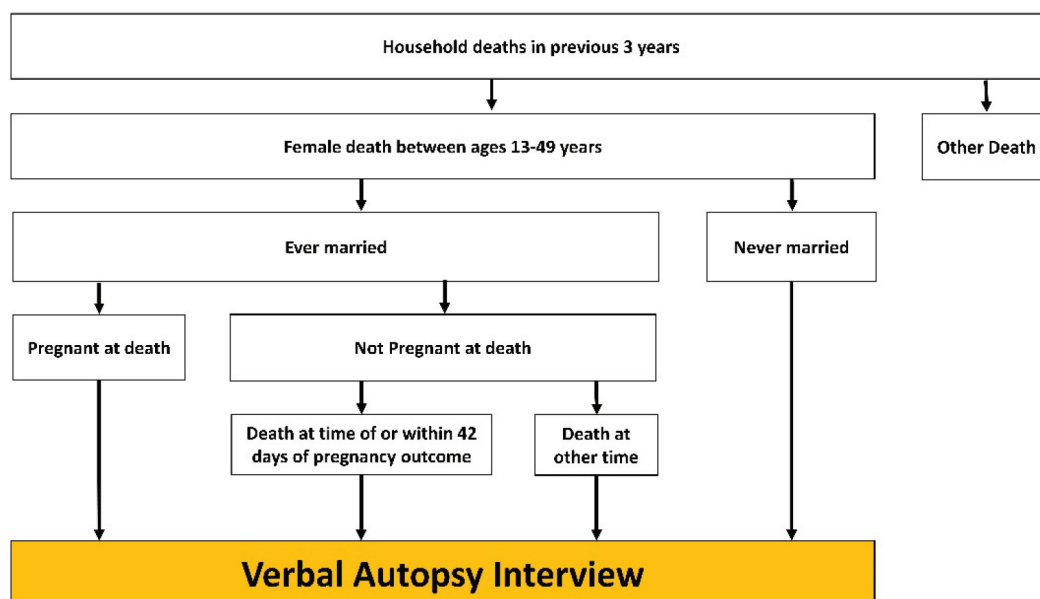 Household deaths in previous 3 years
Female death between ages 13-49 years
Other Death
Ever married
Never married
Pregnant at death
Not Pregnant at death
Death at time of or within 42
days of pregnancy outcome
Death at
other time
Verbal Autopsy Interview